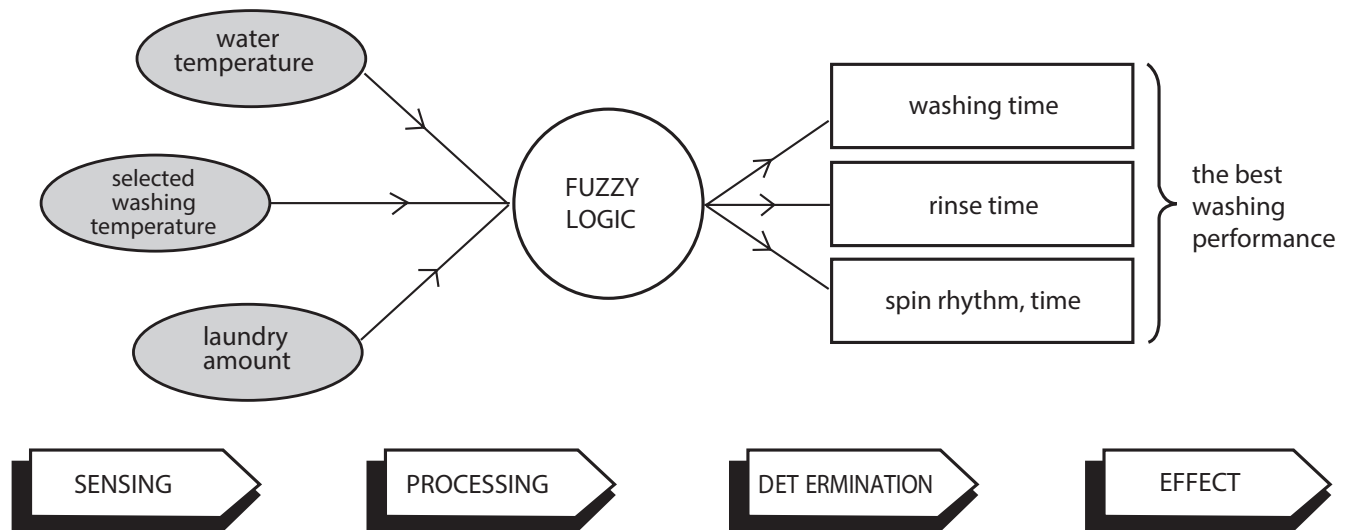 water
temperature
selected
washing
temperature
laundry
amount
FUZZY
LOGIC
washing time
rinse time
spin rhythm, time
the best
washing
performance
SENSING
PROCESSING
DET ERMINATION
EFFECT